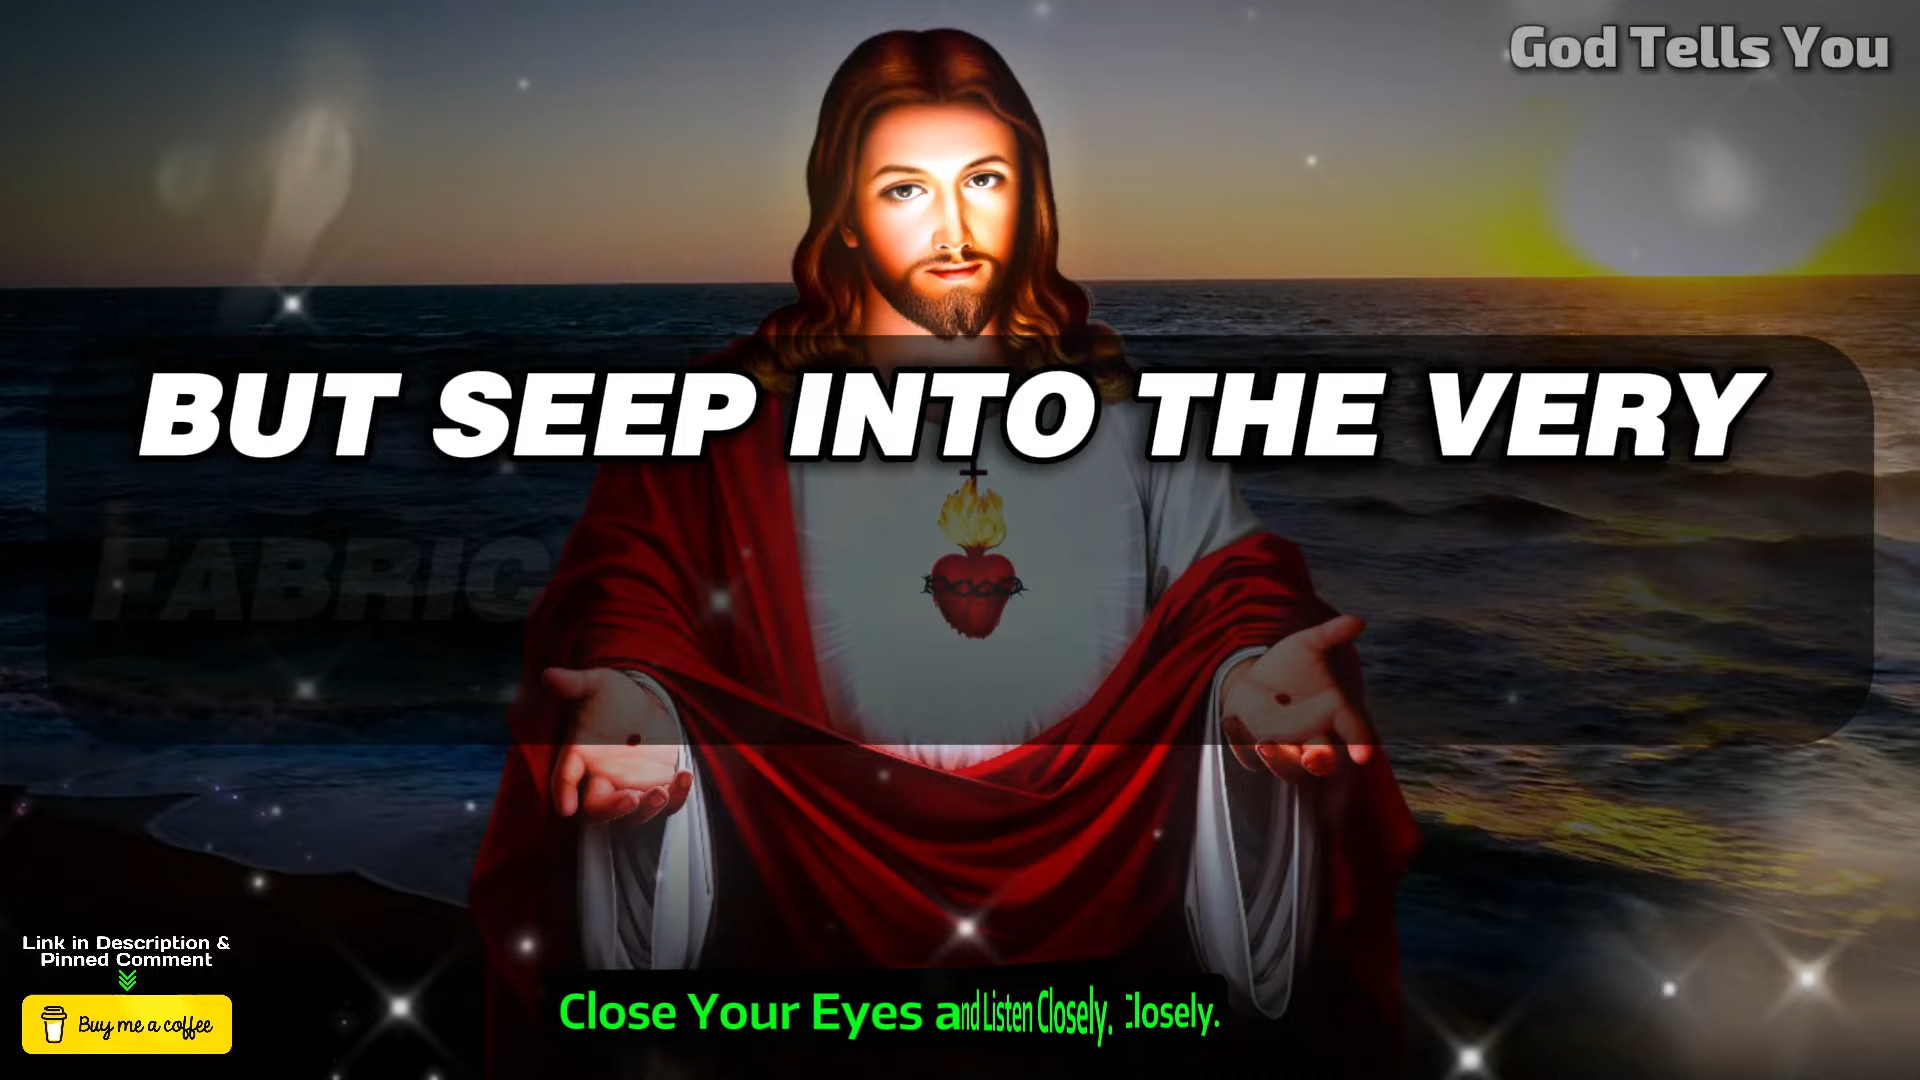 God Tells You
BUT SEEP INTO THE VERY
FABRIC
Link in Description &
Pinned Comment
Buy me a coffee
Close Your Eyes and Listen Closely. Closely.